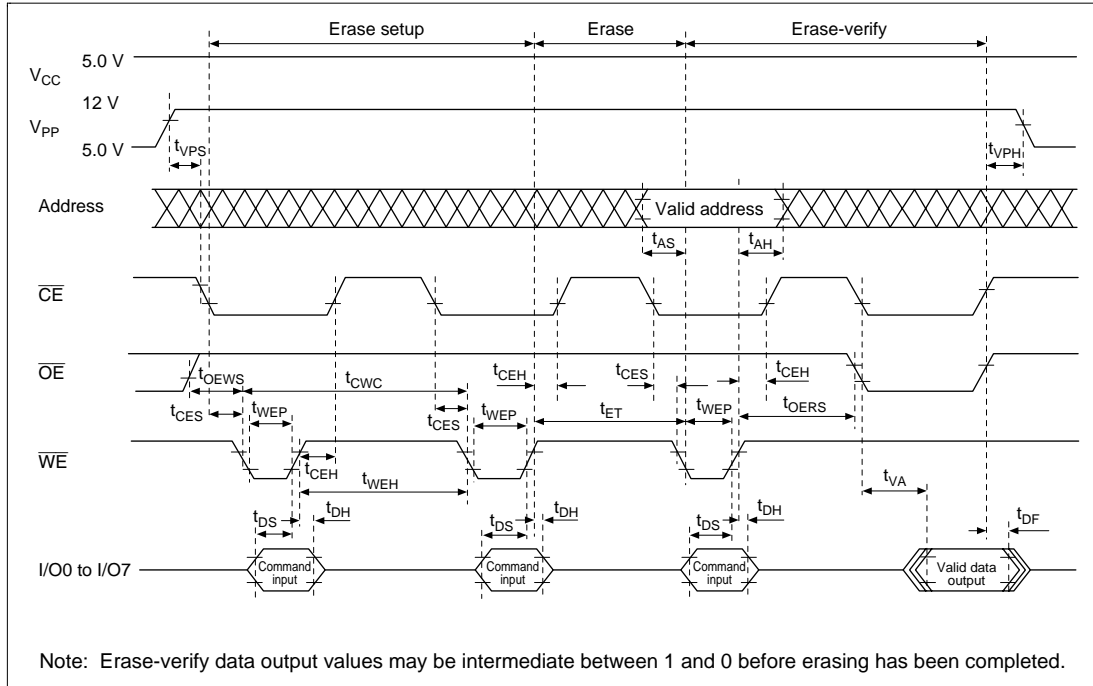 Erase setup Erase Erase-verify
5.0 V
VCC
12 V
VPP
5.0 V
tVPS tVPH
Address Valid address
tAS tAH
CE
OE
tOEWS tCWC tCEH tCES tCEH
tCES tWEP tCES tWEP tET tWEP tOERS
WE
tCEH
tWEH tVA
tDS tDH tDS tDH tDS tDH tDF
I/O0 to I/O7 Command input Command input Command input Valid data output
Note: Erase-verify data output values may be intermediate between 1 and 0 before erasing has been completed.